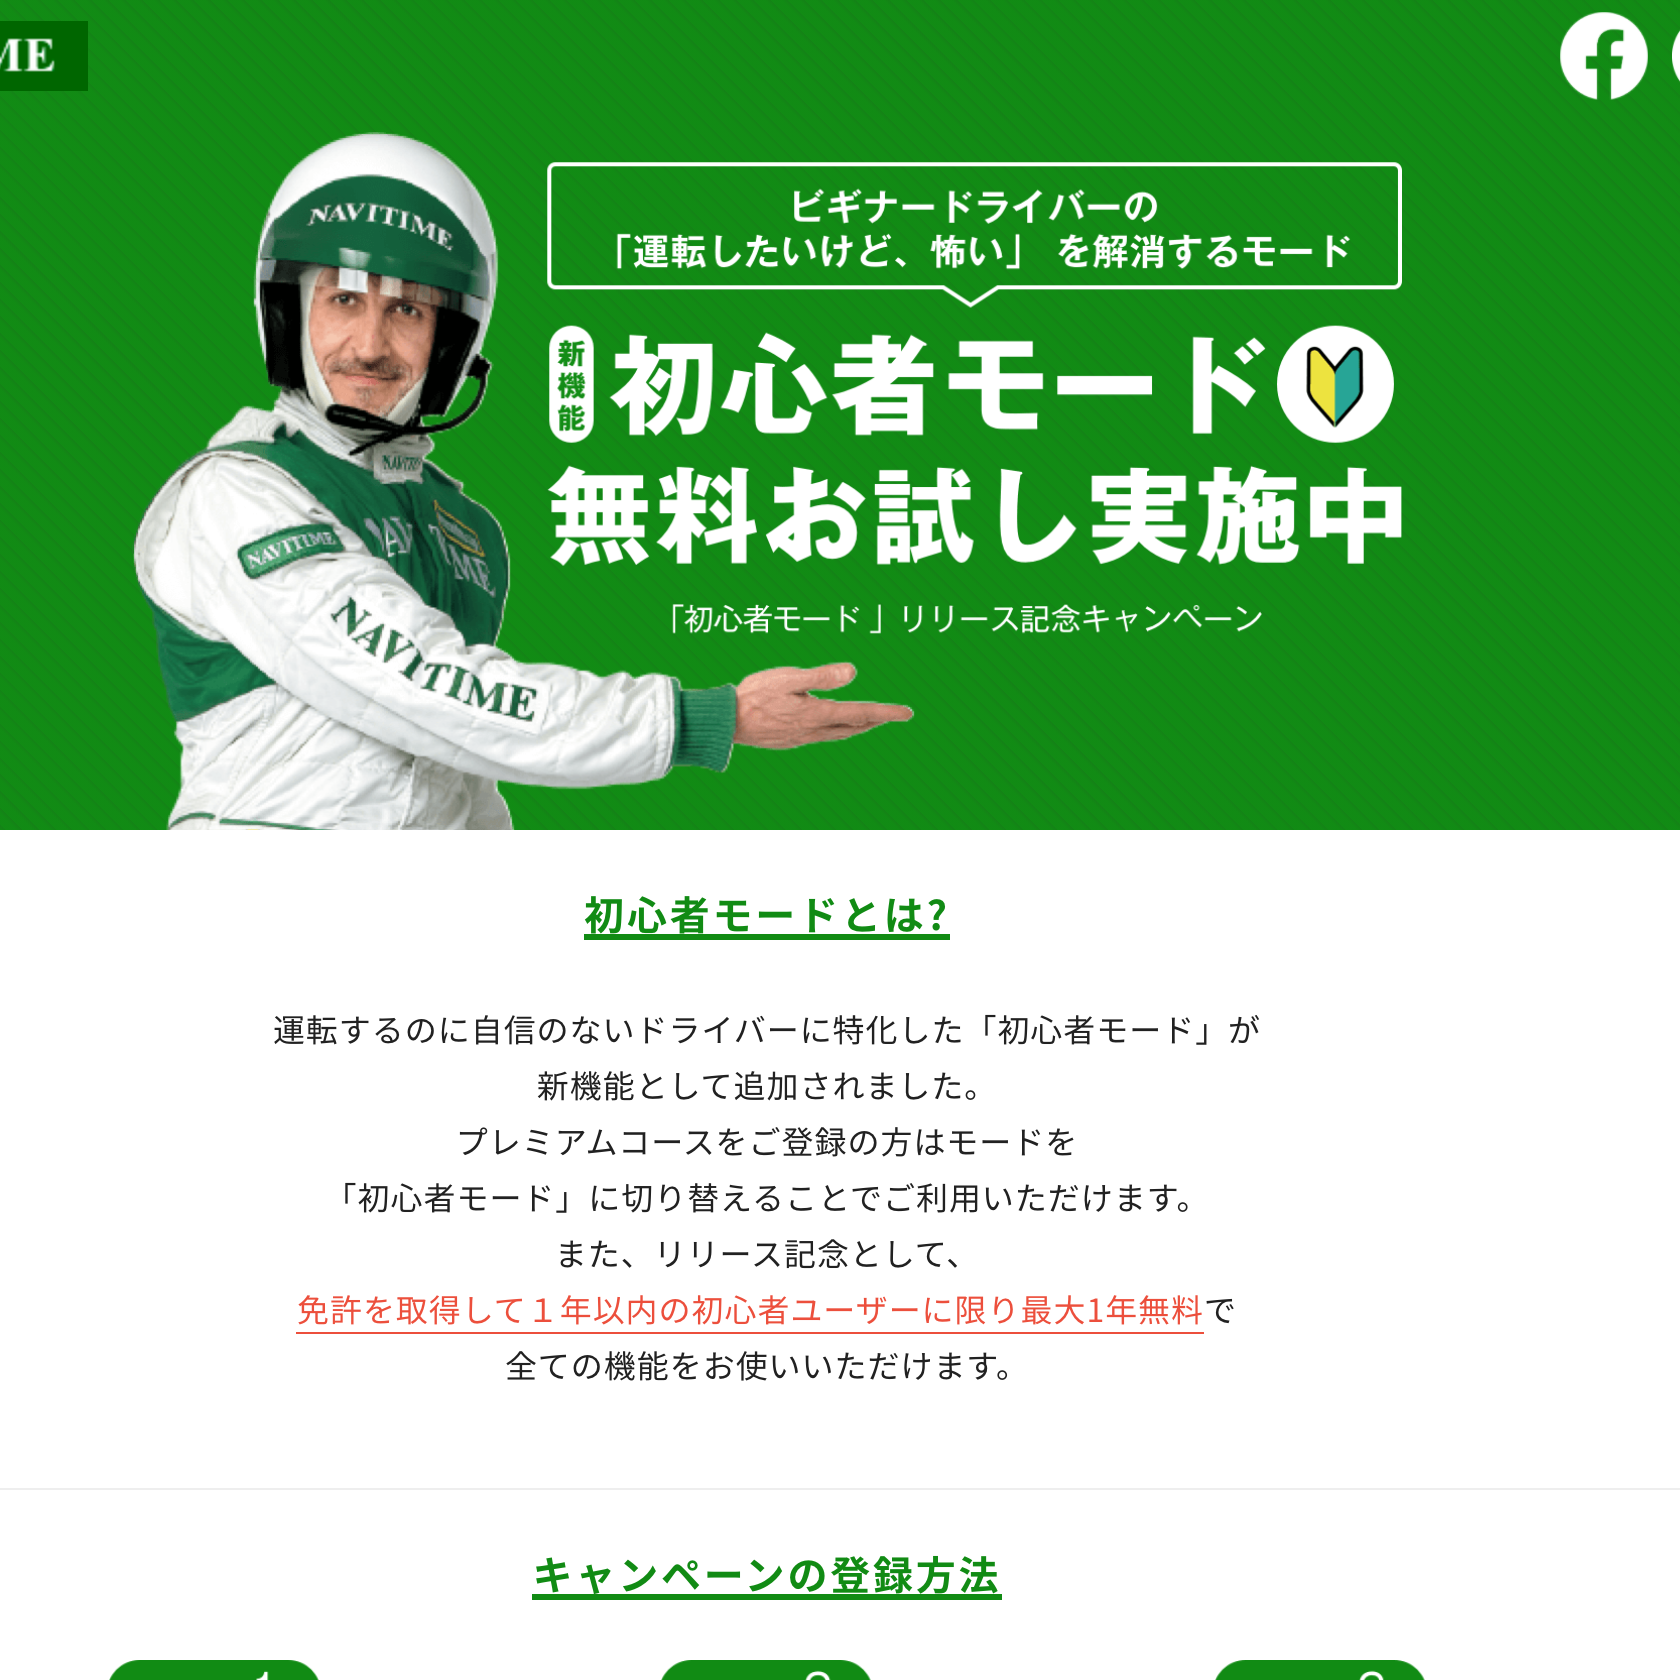 ME
NAVITIME
ビギナードライバーの
「運転したいけど、怖い」 を解消するモード
新機能
初心者モード
無料お試し実施中
「初心者モード 」リリース記念キャンペーン
NAVITIME
NAVITIME
初心者モードとは?
運転するのに自信のないドライバーに特化した「初心者モード」が
新機能として追加されました。
プレミアムコースをご登録の方はモードを
「初心者モード」に切り替えることでご利用いただけます。
また、リリース記念として、
免許を取得して１年以内の初心者ユーザーに限り最大1年無料で
全ての機能をお使いいただけます。
キャンペーンの登録方法